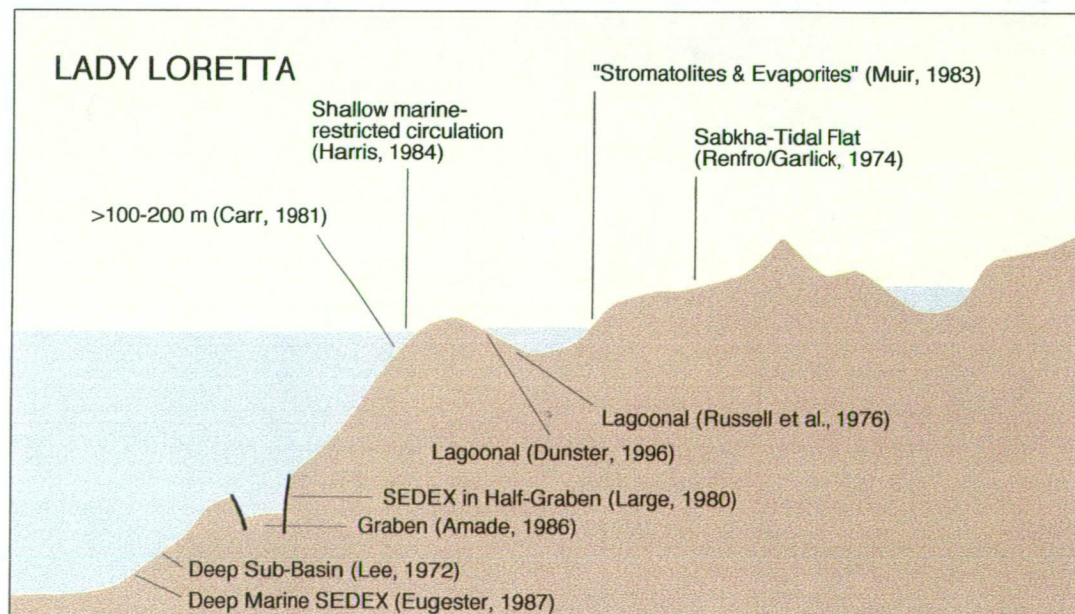 LADY LORETTA
"Stromatolites & Evaporites" (Muir, 1983)
Shallow marine-
restricted circulation
(Harris, 1984)
Sabkha-Tidal Flat
(Renfro/Garlick, 1974)
>100-200 m (Carr, 1981)
Lagoonal (Russell et al., 1976)
Lagoonal (Dunster, 1996)
SEDEX in Half-Graben (Large, 1980)
Graben (Amade, 1986)
Deep Sub-Basin (Lee, 1972)
Deep Marine SEDEX (Eugester, 1987)